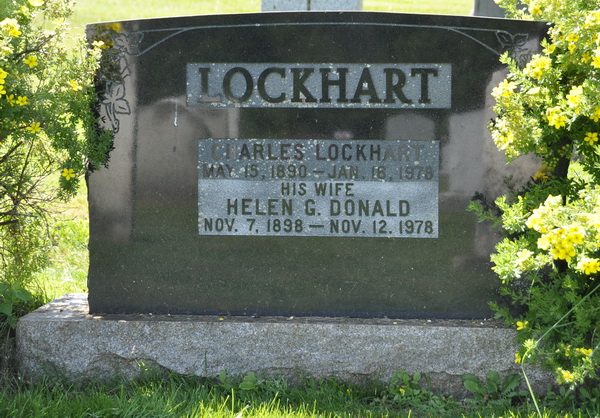 LOCKHART
CHARLES LOCKHART
MAY 15, 1890 — JAN. 18, 1978
HIS WIFE
HELEN G. DONALD
NOV. 7, 1898 — NOV. 12, 1978